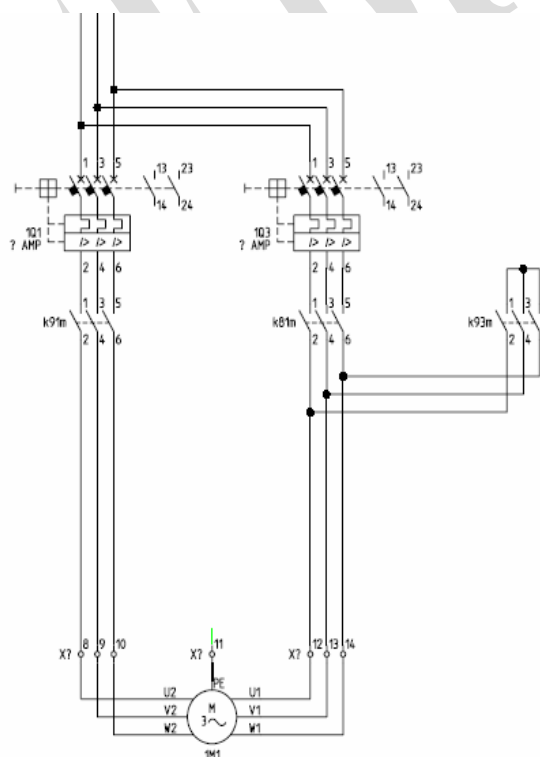 1 3 5 13 23 1 3 5 13 23
14 24 14 24
1Q1 1Q3
? AMP I> I> I> ? AMP I> I> I>
2 4 6 2 4 6
1 3 5 1 3 5 1 3
k91m k81m k93m
2 4 6 2 4 6 2 4
X? 8 9 10 X? 11 X? 12 13 14
PE
U2 U1
V2 M V1
3
W2 W1
1M1